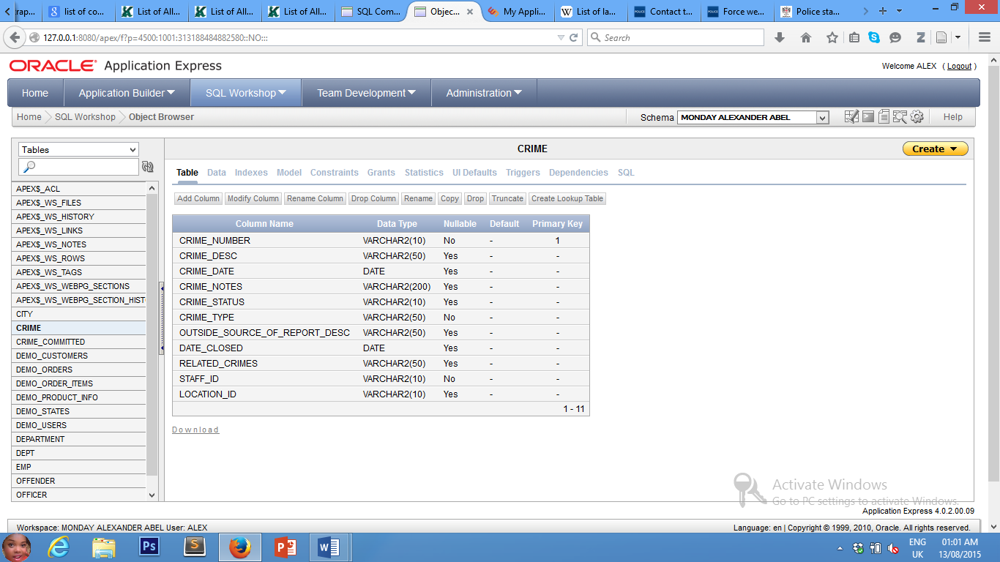 trap... list of co... List of All... List of All... List of All... SQL Com... Objec... My Appli... List of la... Contact t... Force we... Police sta...
127.0.0.1:8080/apex/f?p=4500:1001:313188484882580::NO:::
Search
ORACLE Application Express
Welcome ALEX ( Logout )
Home Application Builder SQL Workshop Team Development Administration
Home SQL Workshop Object Browser
Schema MONDAY ALEXANDER ABEL Help
Tables
APEX$_ACL
APEX$_WS_FILES
APEX$_WS_HISTORY
APEX$_WS_LINKS
APEX$_WS_NOTES
APEX$_WS_ROWS
APEX$_WS_TAGS
APEX$_WS_WEBPG_SECTIONS
APEX$_WS_WEBPG_SECTION_HIST
CITY
CRIME
CRIME_COMMITTED
DEMO_CUSTOMERS
DEMO_ORDERS
DEMO_ORDER_ITEMS
DEMO_PRODUCT_INFO
DEMO_STATES
DEMO_USERS
DEPARTMENT
DEPT
EMP
OFFENDER
OFFICER
CRIME
Create
Table Data Indexes Model Constraints Grants Statistics UI Defaults Triggers Dependencies SQL
Add Column Modify Column Rename Column Drop Column Rename Copy Drop Truncate Create Lookup Table
Column Name Data Type Nullable Default Primary Key
CRIME_NUMBER VARCHAR2(10) No - 1
CRIME_DESC VARCHAR2(50) Yes - -
CRIME_DATE DATE Yes - -
CRIME_NOTES VARCHAR2(200) Yes - -
CRIME_STATUS VARCHAR2(10) Yes - -
CRIME_TYPE VARCHAR2(50) No - -
OUTSIDE_SOURCE_OF_REPORT_DESC VARCHAR2(50) Yes - -
DATE_CLOSED DATE Yes - -
RELATED_CRIMES VARCHAR2(50) Yes - -
STAFF_ID VARCHAR2(10) No - -
LOCATION_ID VARCHAR2(10) Yes - -
1 - 11
Download
Activate Windows
Go to PC settings to activate Windows.
Application Express 4.0.2.00.09
Workspace: MONDAY ALEXANDER ABEL User: ALEX
Language: en | Copyright © 1999, 2010, Oracle. All rights reserved.
ENG 01:01 AM
UK 13/08/2015